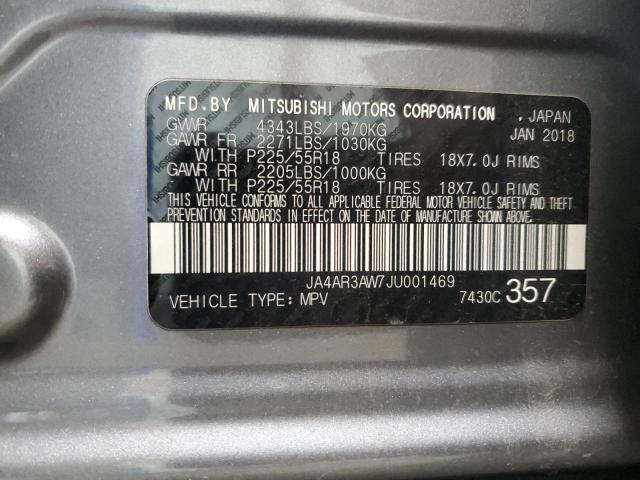 MFD.BY MITSUBISHI MOTORS CORPORATION , JAPAN
GVWR 4343LBS/1970KG JAN 2018
GAWR FR 2271LBS/1030KG
WITH P225/55R18 TIRES 18X7.0J RIMS
GAWR RR 2205LBS/1000KG
WITH P225/55R18 TIRES 18X7.0J RIMS
THIS VEHICLE CONFORMS TO ALL APPLICABLE FEDERAL MOTOR VEHICLE SAFETY AND THEFT
PREVENTION STANDARDS IN EFFECT ON THE DATE OF MANUFACTURE SHOWN ABOVE.
JA4AR3AW7JU001469
VEHICLE TYPE: MPV 7430C 357